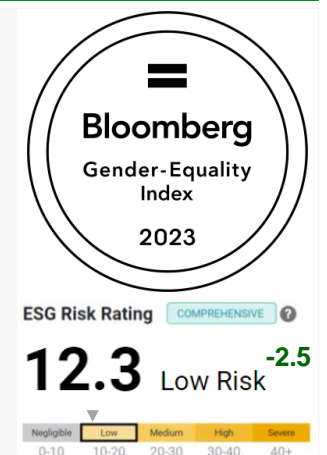 Bloomberg
Gender-Equality
Index
2023
ESG Risk Rating COMPREHENSIVE ?
12.3 Low Risk -2.5
Negligible Low Medium High Severe
0-10 10-20 20-30 30-40 40+